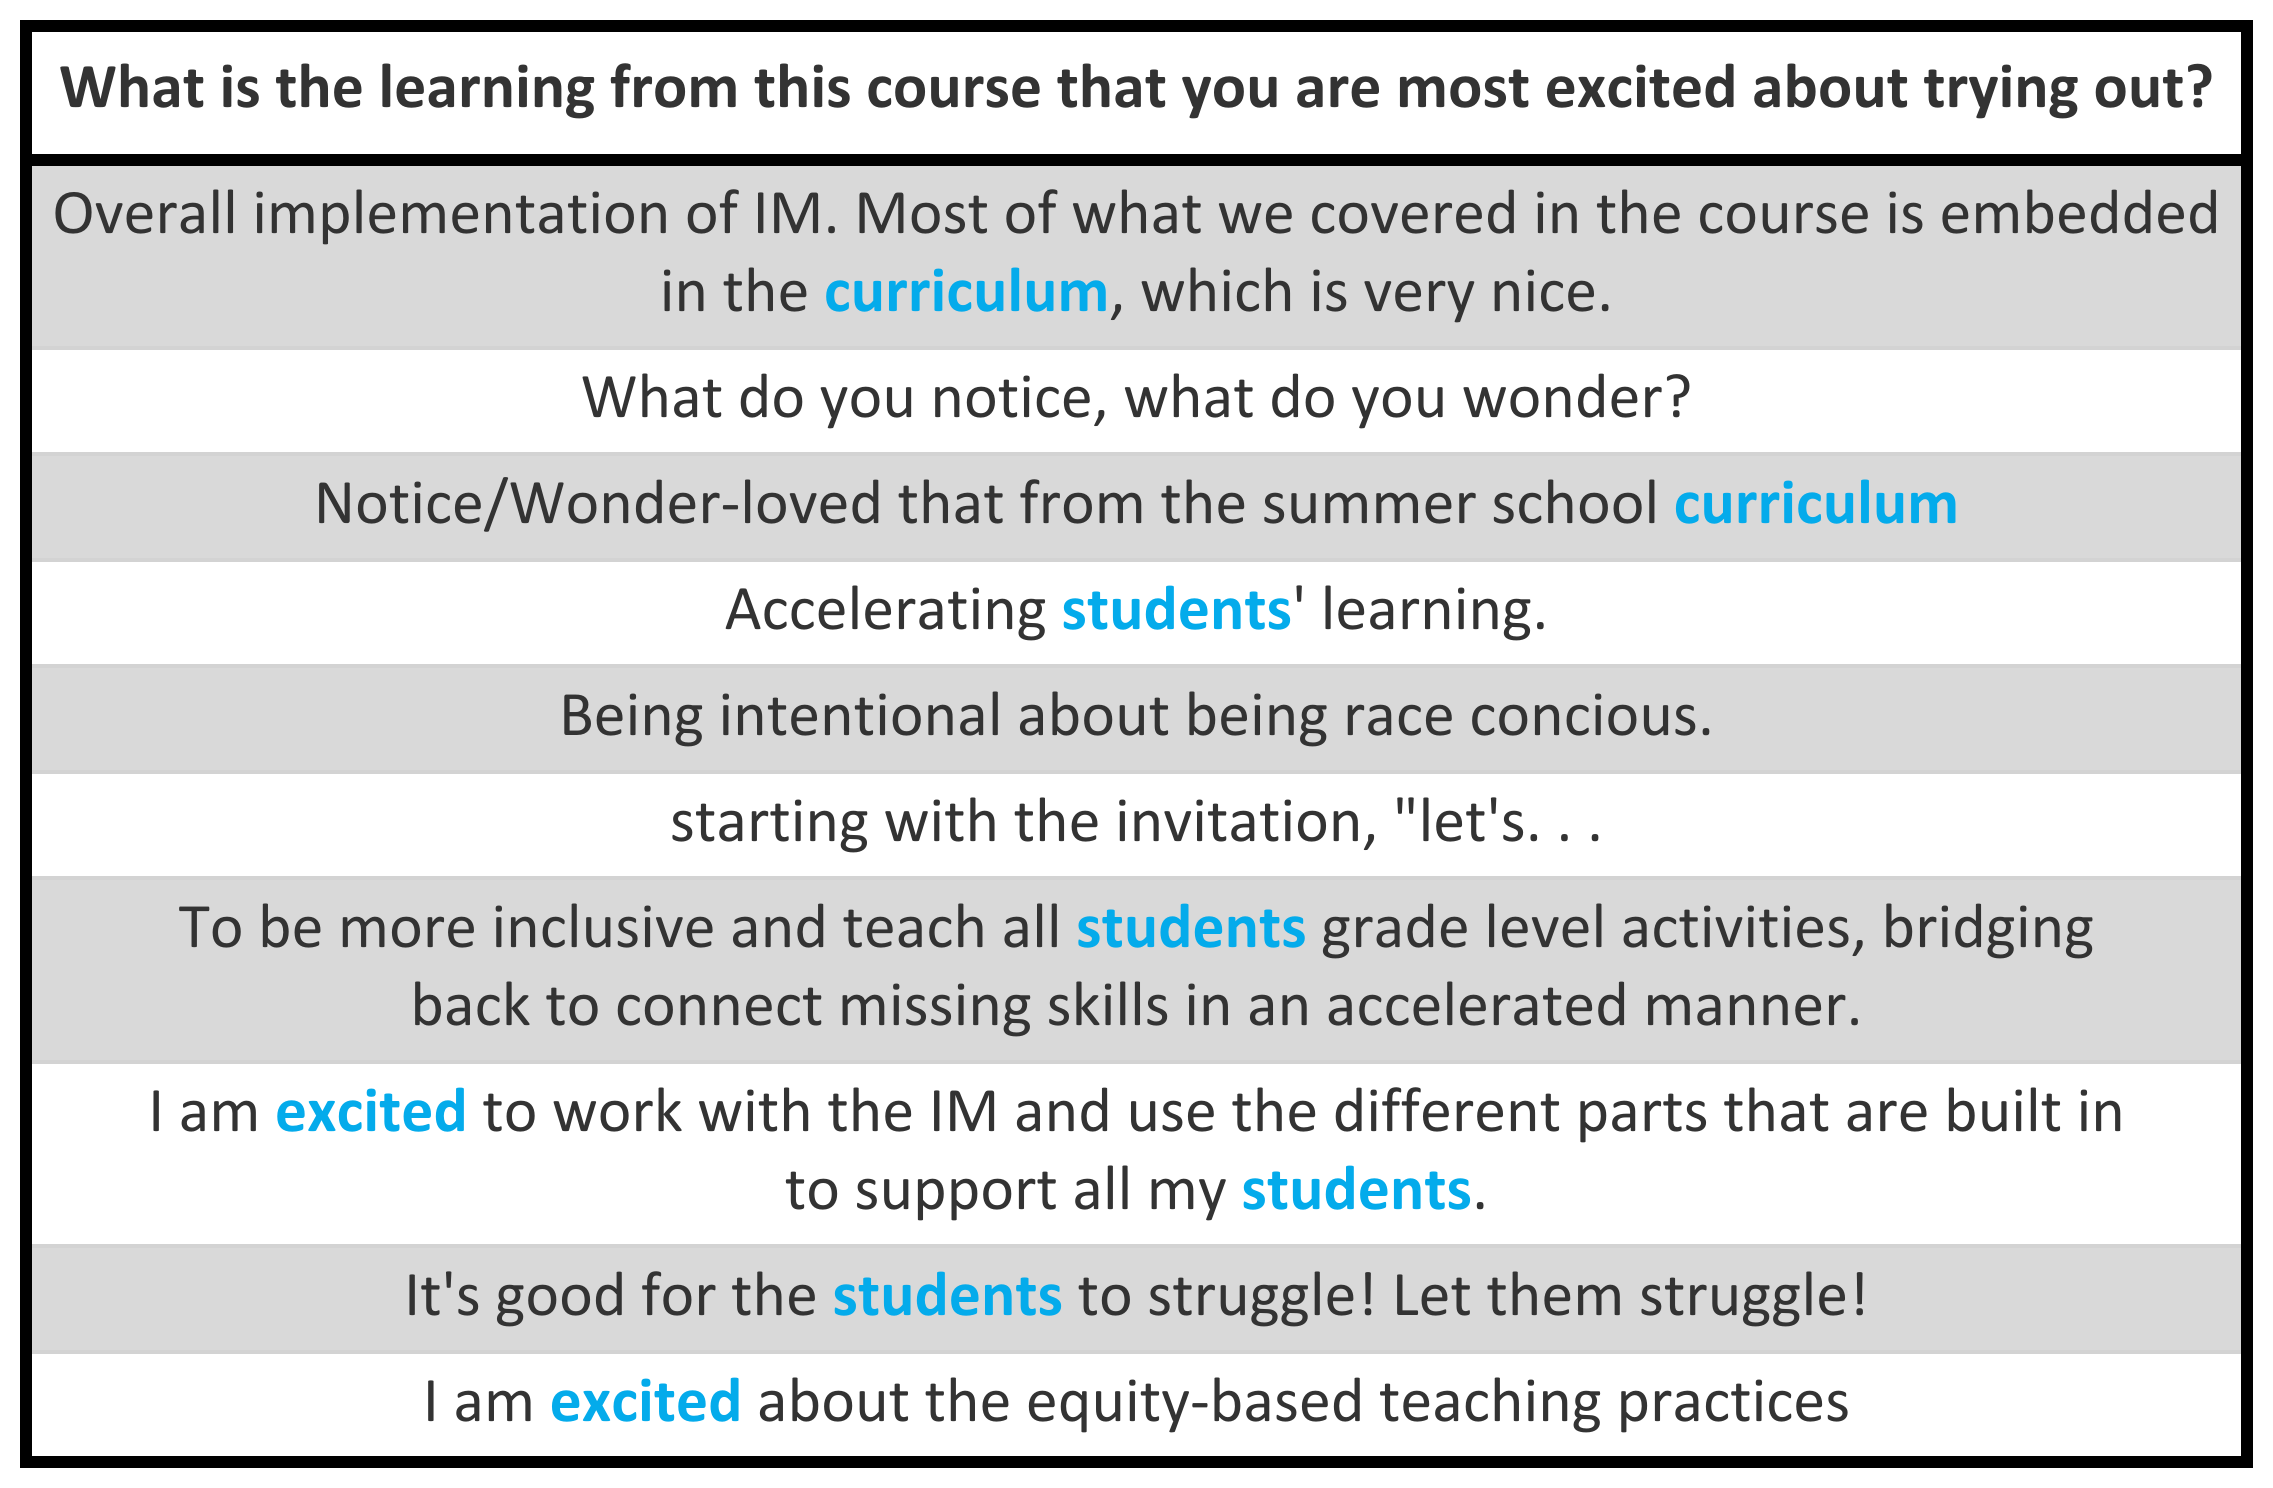 What is the learning from this course that you are most excited about trying out?
Overall implementation of IM. Most of what we covered in the course is embedded
in the curriculum, which is very nice.
What do you notice, what do you wonder?
Notice/Wonder-loved that from the summer school curriculum
Accelerating students' learning.
Being intentional about being race concious.
starting with the invitation, "let's. . .
To be more inclusive and teach all students grade level activities, bridging
back to connect missing skills in an accelerated manner.
I am excited to work with the IM and use the different parts that are built in
to support all my students.
It's good for the students to struggle! Let them struggle!
I am excited about the equity-based teaching practices